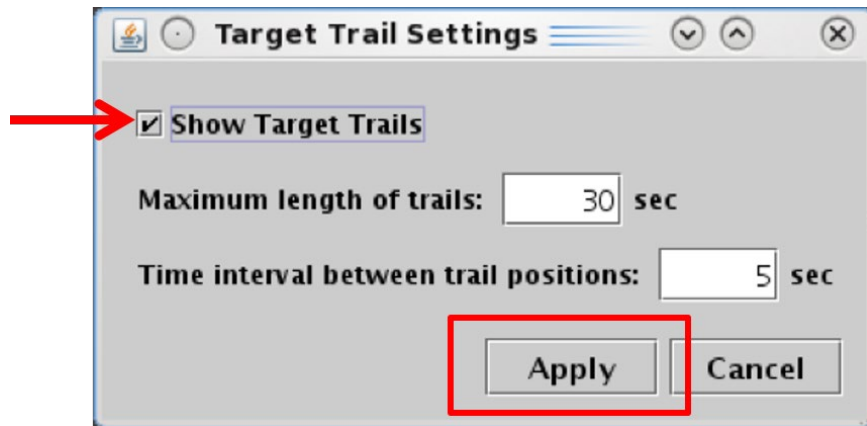 Target Trail Settings
Show Target Trails
Maximum length of trails: 30 sec
Time interval between trail positions: 5 sec
Apply Cancel